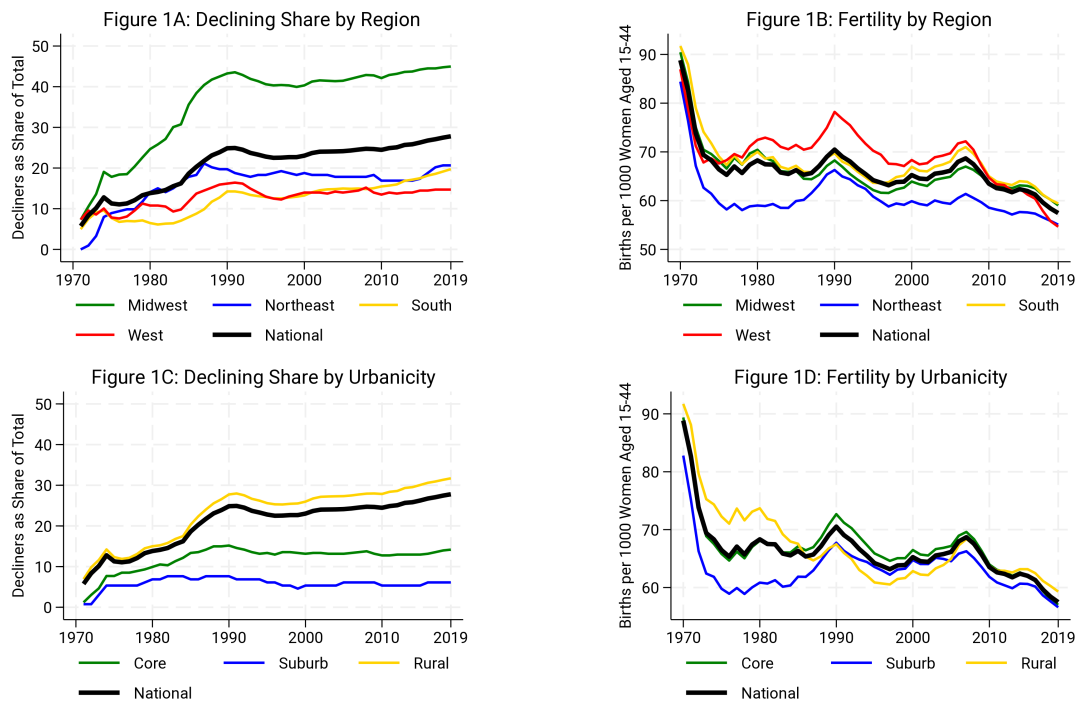 Figure 1A: Declining Share by Region
Decliners as Share of Total
50
40
30
20
10
0
1970 1980 1990 2000 2010 2019
Midwest Northeast South
West National
Figure 1B: Fertility by Region
Births per 1000 Women Aged 15-44
90
80
70
60
50
1970 1980 1990 2000 2010 2019
Midwest Northeast South
West National
Figure 1C: Declining Share by Urbanicity
Decliners as Share of Total
50
40
30
20
10
0
1970 1980 1990 2000 2010 2019
Core Suburb Rural
National
Figure 1D: Fertility by Urbanicity
Births per 1000 Women Aged 15-44
90
80
70
60
1970 1980 1990 2000 2010 2019
Core Suburb Rural
National